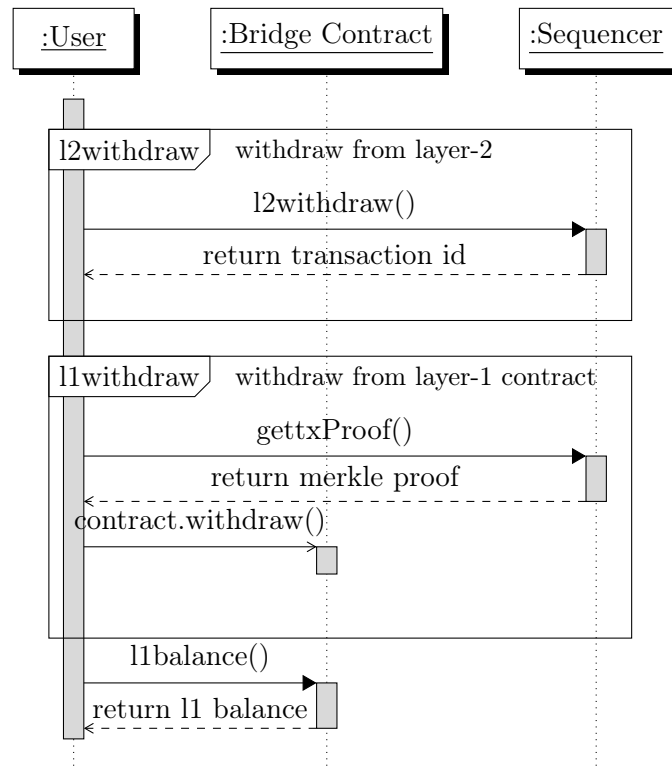 :User
:Bridge Contract
:Sequencer
l2withdraw
withdraw from layer-2
l2withdraw()
return transaction id
l1withdraw
withdraw from layer-1 contract
gettxProof()
return merkle proof
contract.withdraw()
l1balance()
return l1 balance